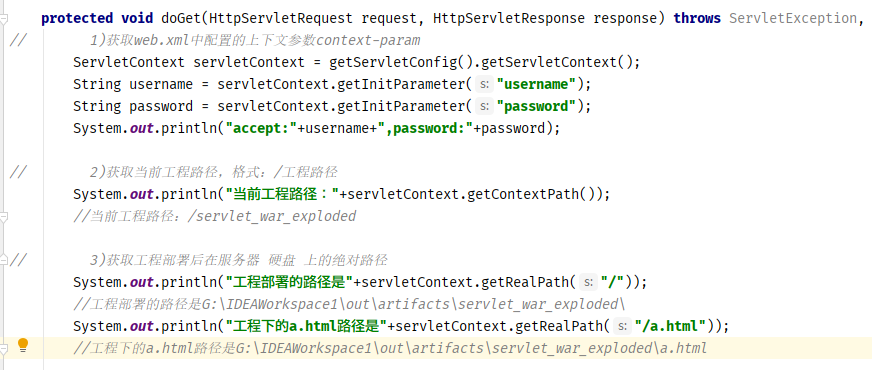 protected void doGet(HttpServletRequest request, HttpServletResponse response) throws ServletException,
// 1)获取web.xml中配置的上下文参数context-param
ServletContext servletContext = getServletConfig().getServletContext();
String username = servletContext.getInitParameter( s: "username");
String password = servletContext.getInitParameter( s: "password");
System.out.println("accept:"+username+",password:"+password);
// 2)获取当前工程路径，格式：/工程路径
System.out.println("当前工程路径："+servletContext.getContextPath());
//当前工程路径：/servlet_war_exploded
// 3)获取工程部署后在服务器 硬盘 上的绝对路径
System.out.println("工程部署的路径是"+servletContext.getRealPath( s: "/"));
//工程部署的路径是G:\IDEAWorkspace1\out\artifacts\servlet_war_exploded\
System.out.println("工程下的a.html路径是"+servletContext.getRealPath( s: "/a.html"));
//工程下的a.html路径是G:\IDEAWorkspace1\out\artifacts\servlet_war_exploded\a.html